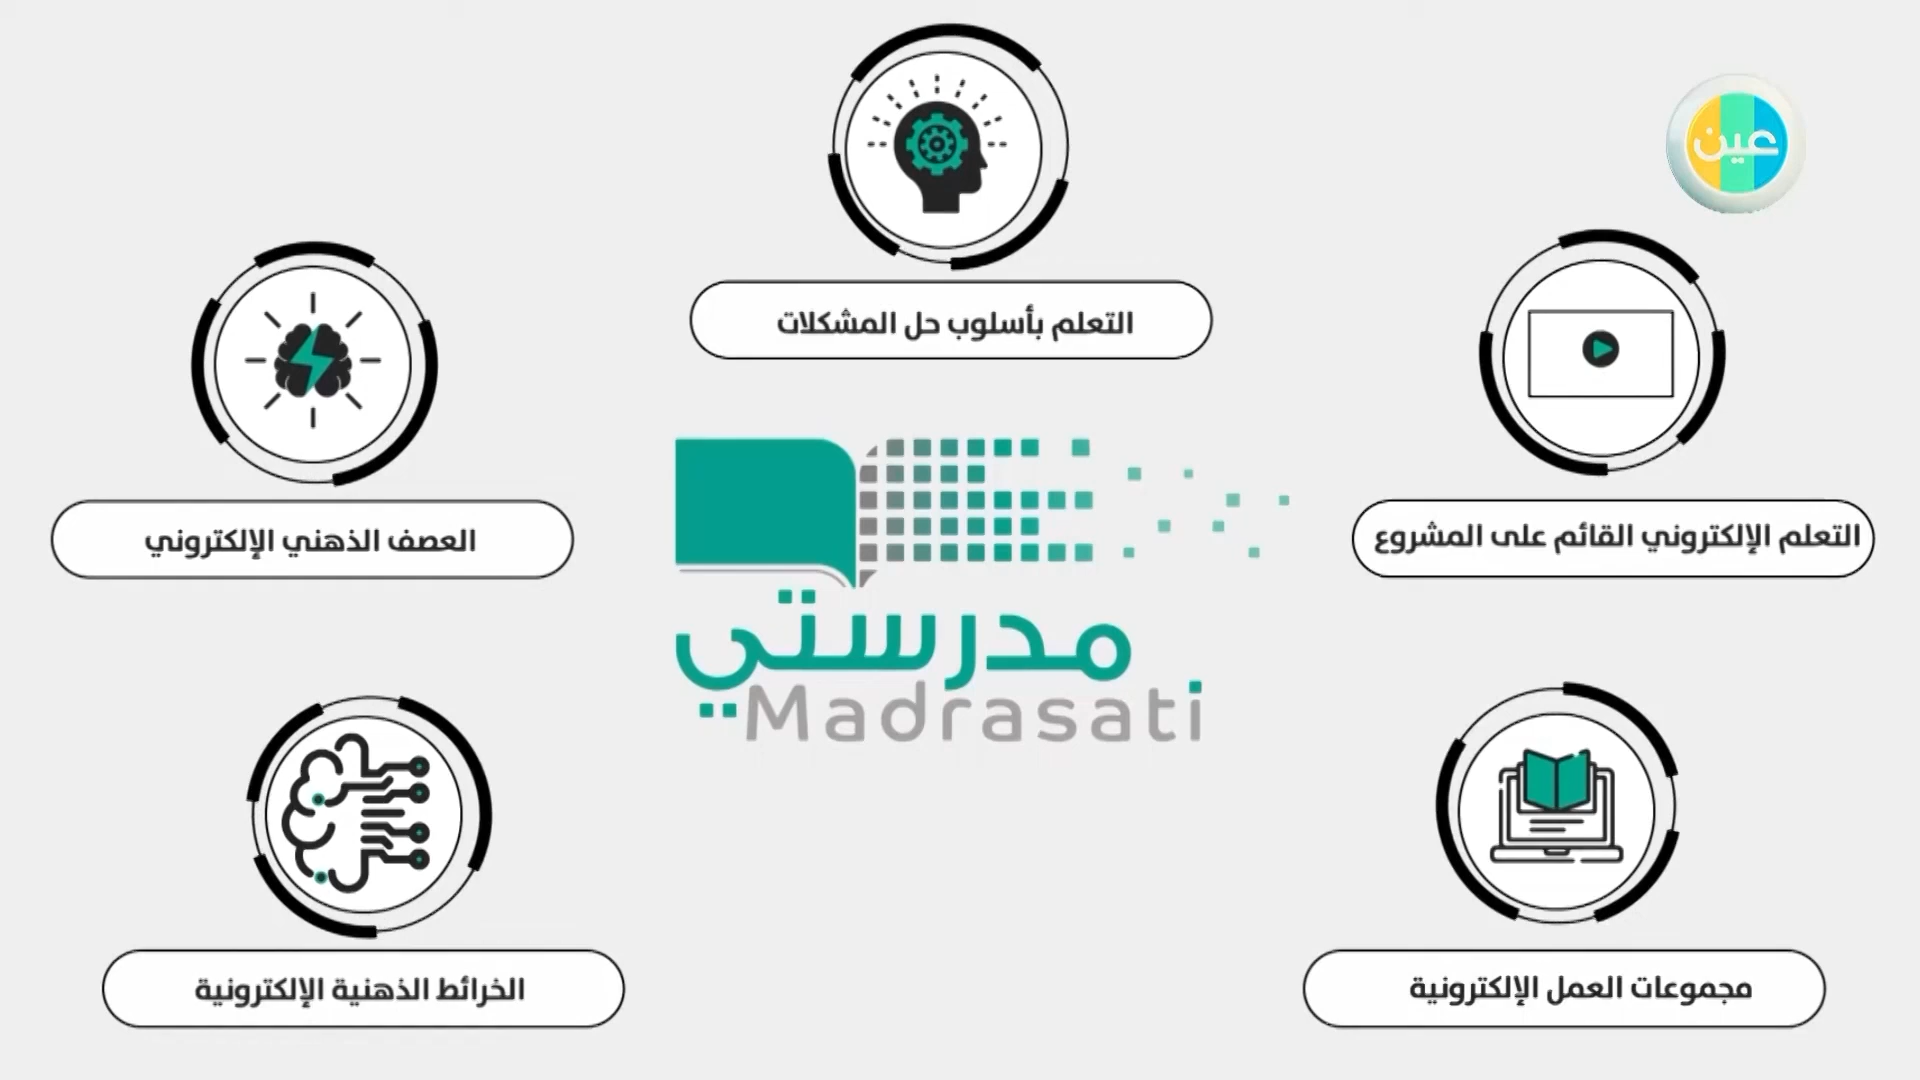 عين
التعلم بأسلوب حل المشكلات
التعلم الإلكتروني القائم على المشروع
العصف الذهني الإلكتروني
مدرستي
Madrasati
مجموعات العمل الإلكترونية
الخرائط الذهنية الإلكترونية